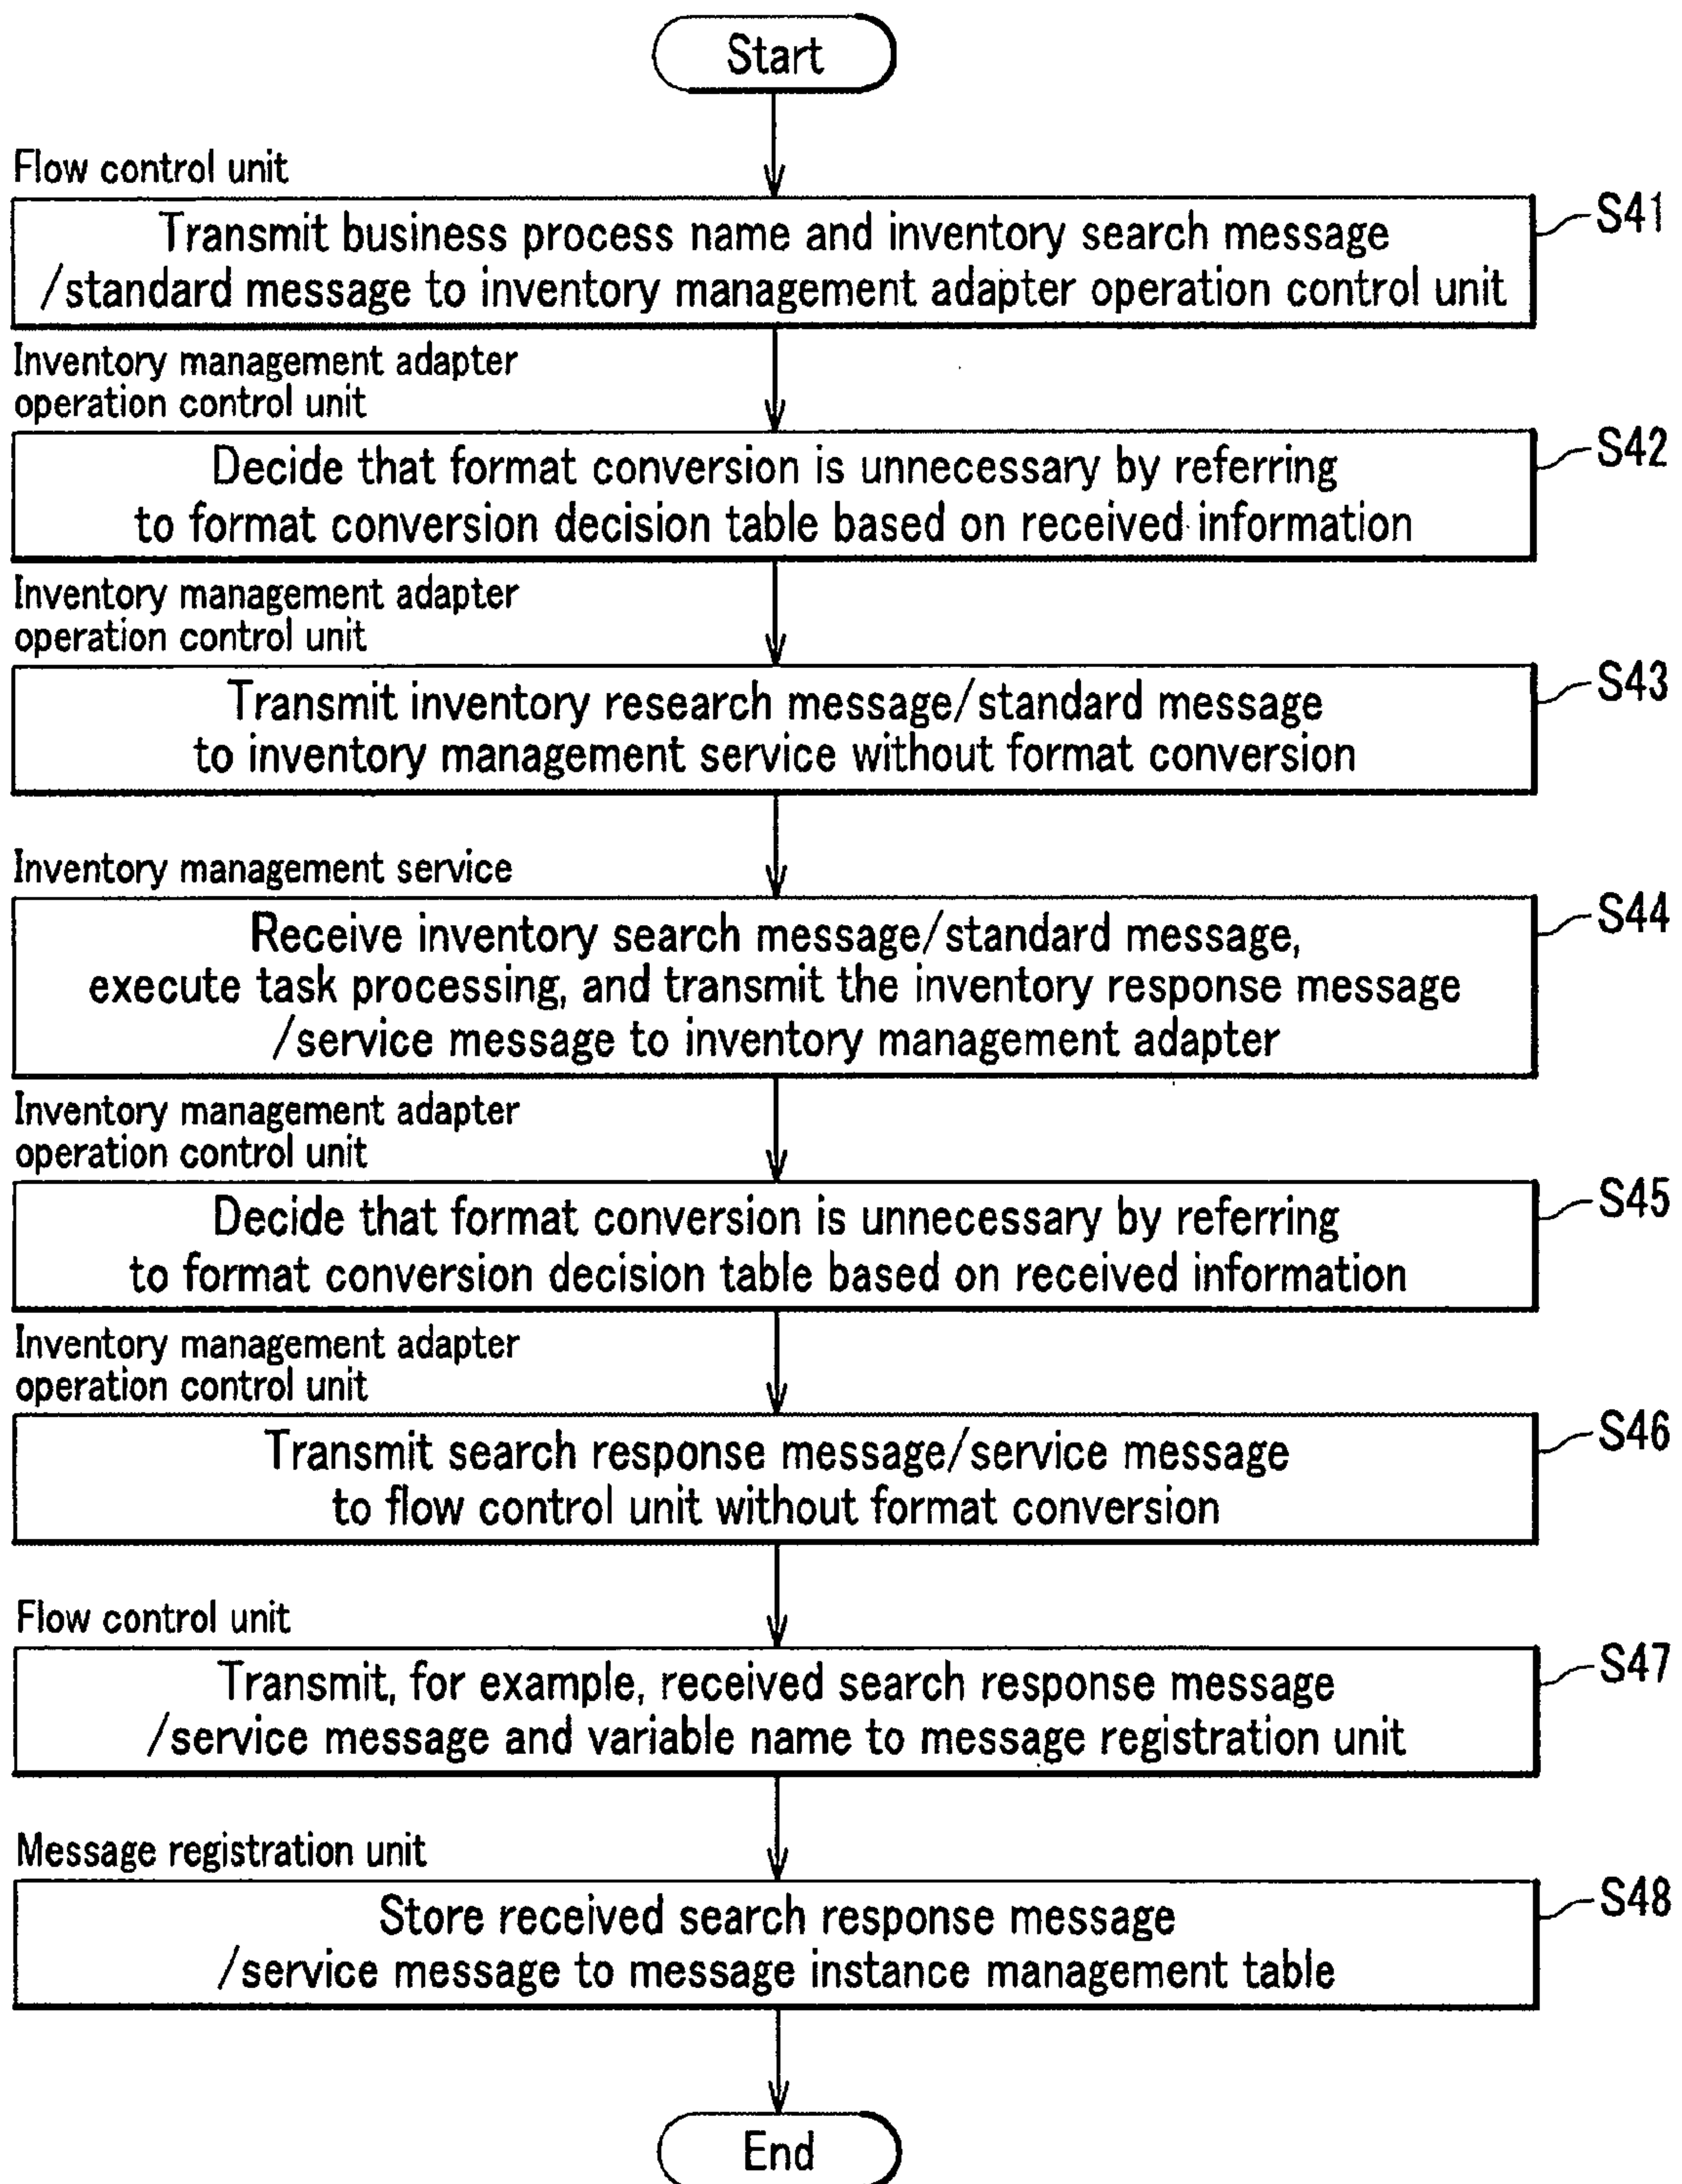 Start
Flow control unit
Transmit business process name and inventory search message
/standard message to inventory management adapter operation control unit
S41
Inventory management adapter
operation control unit
Decide that format conversion is unnecessary by referring
to format conversion decision table based on received information
S42
Inventory management adapter
operation control unit
Transmit inventory research message/standard message
to inventory management service without format conversion
S43
Inventory management service
Receive inventory search message/standard message,
execute task processing, and transmit the inventory response message
/service message to inventory management adapter
S44
Inventory management adapter
operation control unit
Decide that format conversion is unnecessary by referring
to format conversion decision table based on received information
S45
Inventory management adapter
operation control unit
Transmit search response message/service message
to flow control unit without format conversion
S46
Flow control unit
Transmit, for example, received search response message
/service message and variable name to message registration unit
S47
Message registration unit
Store received search response message
/service message to message instance management table
S48
End